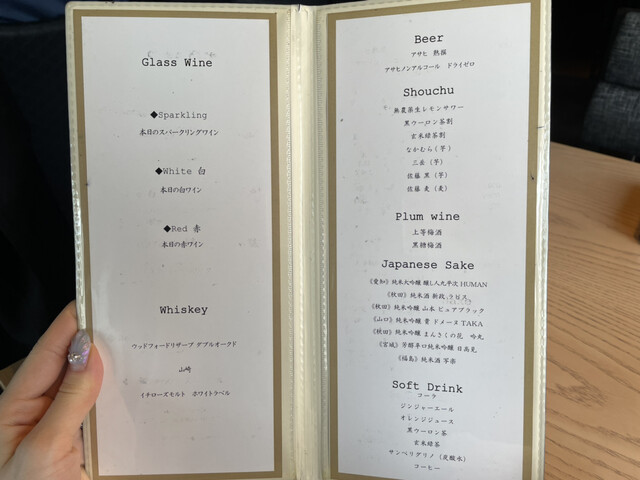 Glass Wine
◆Sparkling
本日のスパークリングワイン
◆White 白
本日の白ワイン
◆Red 赤
本日の赤ワイン
Whiskey
ウッドフォードリザーブ ダブルオークド
山崎
イチローズモルト ホワイトラベル
Beer
アサヒ 熟撰
アサヒノンアルコール ドライゼロ
Shouchu
無農薬生レモンサワー
黒ウーロン茶割
玄米緑茶割
なかむら(芋)
三岳(芋)
佐藤 黒(芋)
佐藤 麦(麦)
Plum wine
上等梅酒
黒糖梅酒
Japanese Sake
《愛知》純米大吟醸 醸し人九平次 HUMAN
《秋田》純米酒 新政 ラピス
《秋田》純米吟醸 山本 ピュアブラック
《山口》純米吟醸 貴 ドメーヌ TAKA
《秋田》純米吟醸 まんさくの花 吟丸
《宮城》芳醇辛口純米吟醸 日高見
《福島》純米酒 写楽
Soft Drink
コーラ
ジンジャーエール
オレンジジュース
黒ウーロン茶
玄米緑茶
サンペリグリノ(炭酸水)
コーヒー